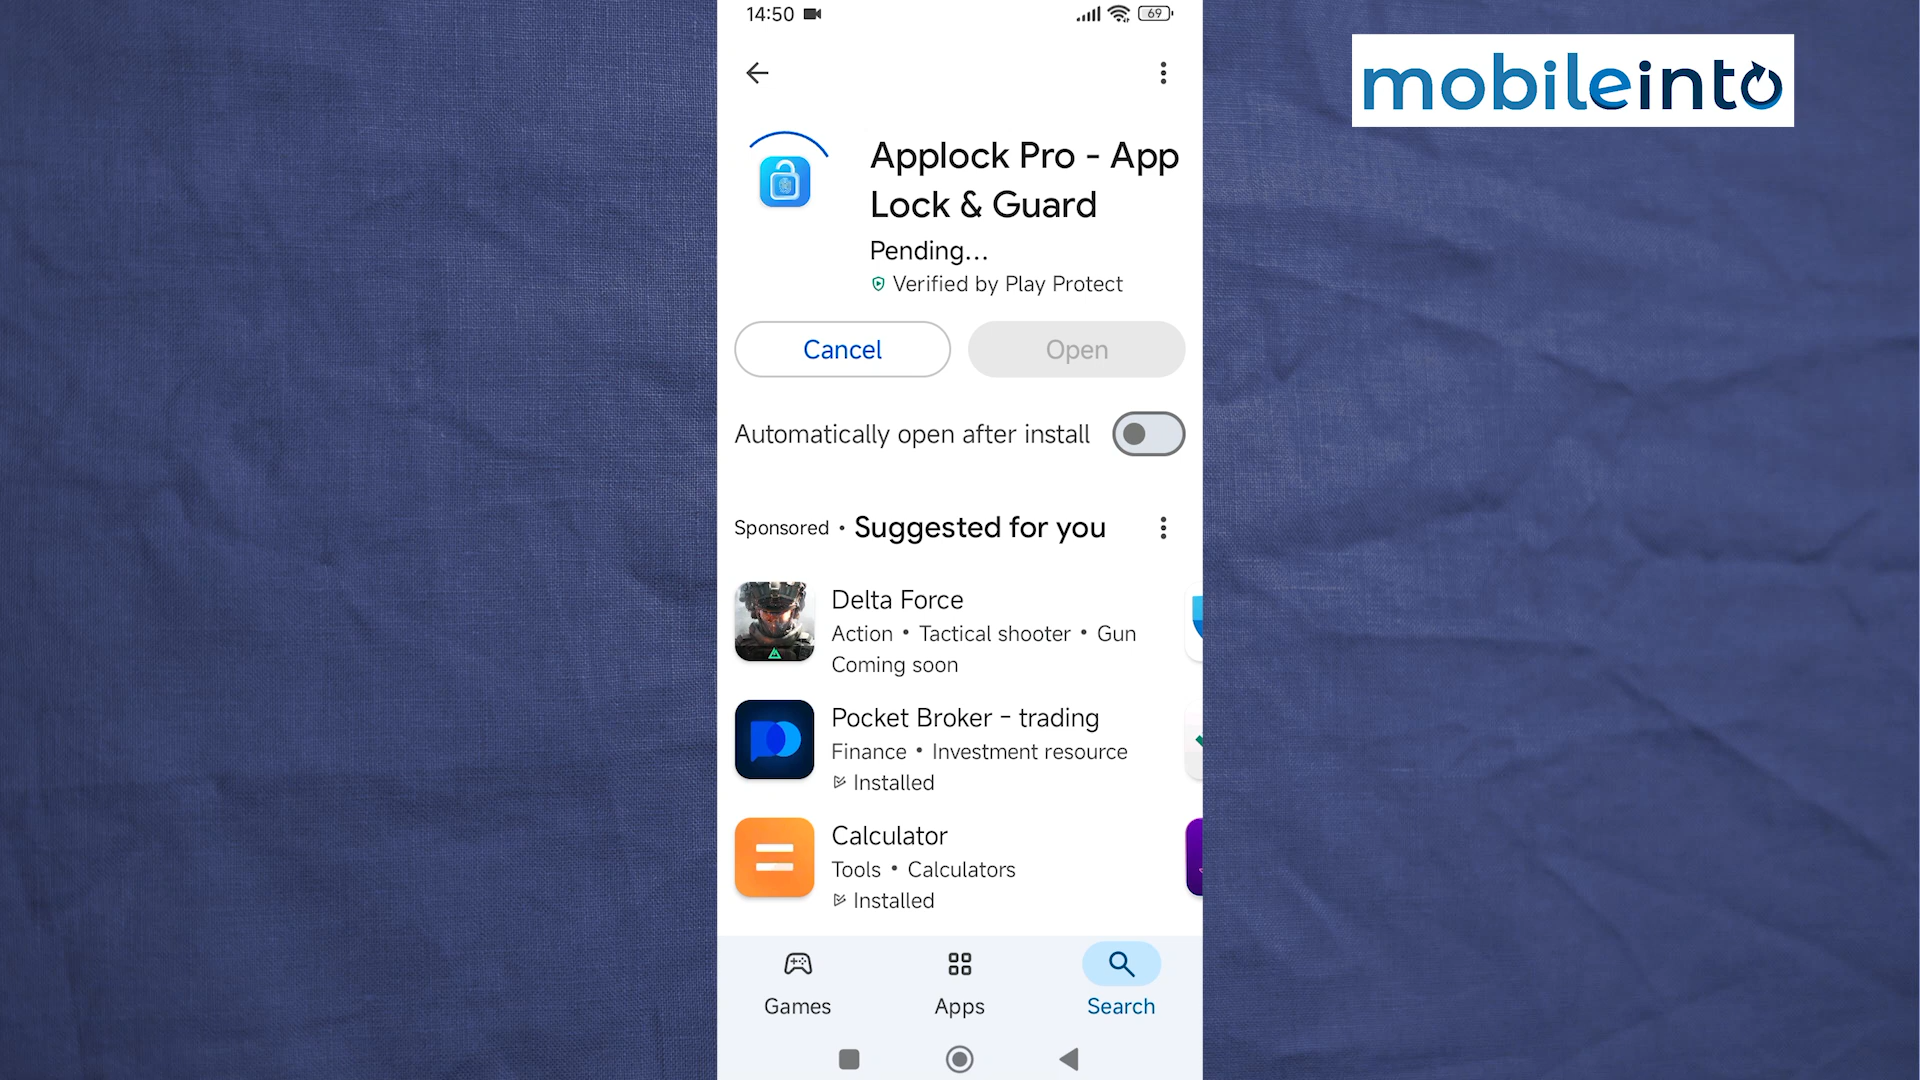 14:50
69
mobileinto
Applock Pro - App
Lock & Guard
Pending...
Verified by Play Protect
Cancel
Open
Automatically open after install
Sponsored • Suggested for you
Delta Force
Action • Tactical shooter • Gun
Coming soon
Pocket Broker - trading
Finance • Investment resource
Installed
Calculator
Tools • Calculators
Installed
Games
Apps
Search